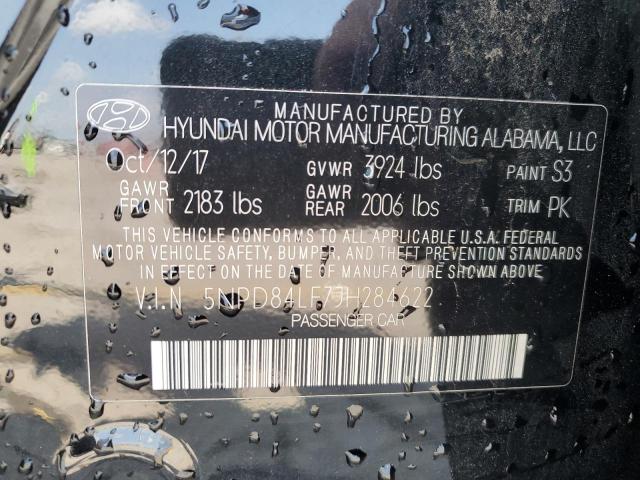 MANUFACTURED BY
HYUNDAI MOTOR MANUFACTURING ALABAMA, LLC
Oct/12/17 GVWR 3924 lbs PAINT S3
GAWR FRONT 2183 lbs GAWR REAR 2006 lbs TRIM PK
THIS VEHICLE CONFORMS TO ALL APPLICABLE U.S.A. FEDERAL
MOTOR VEHICLE SAFETY, BUMPER, AND THEFT PREVENTION STANDARDS
IN EFFECT ON THE DATE OF MANUFACTURE SHOWN ABOVE.
V.I.N. 5NPD84LF7JH284622
PASSENGER CAR